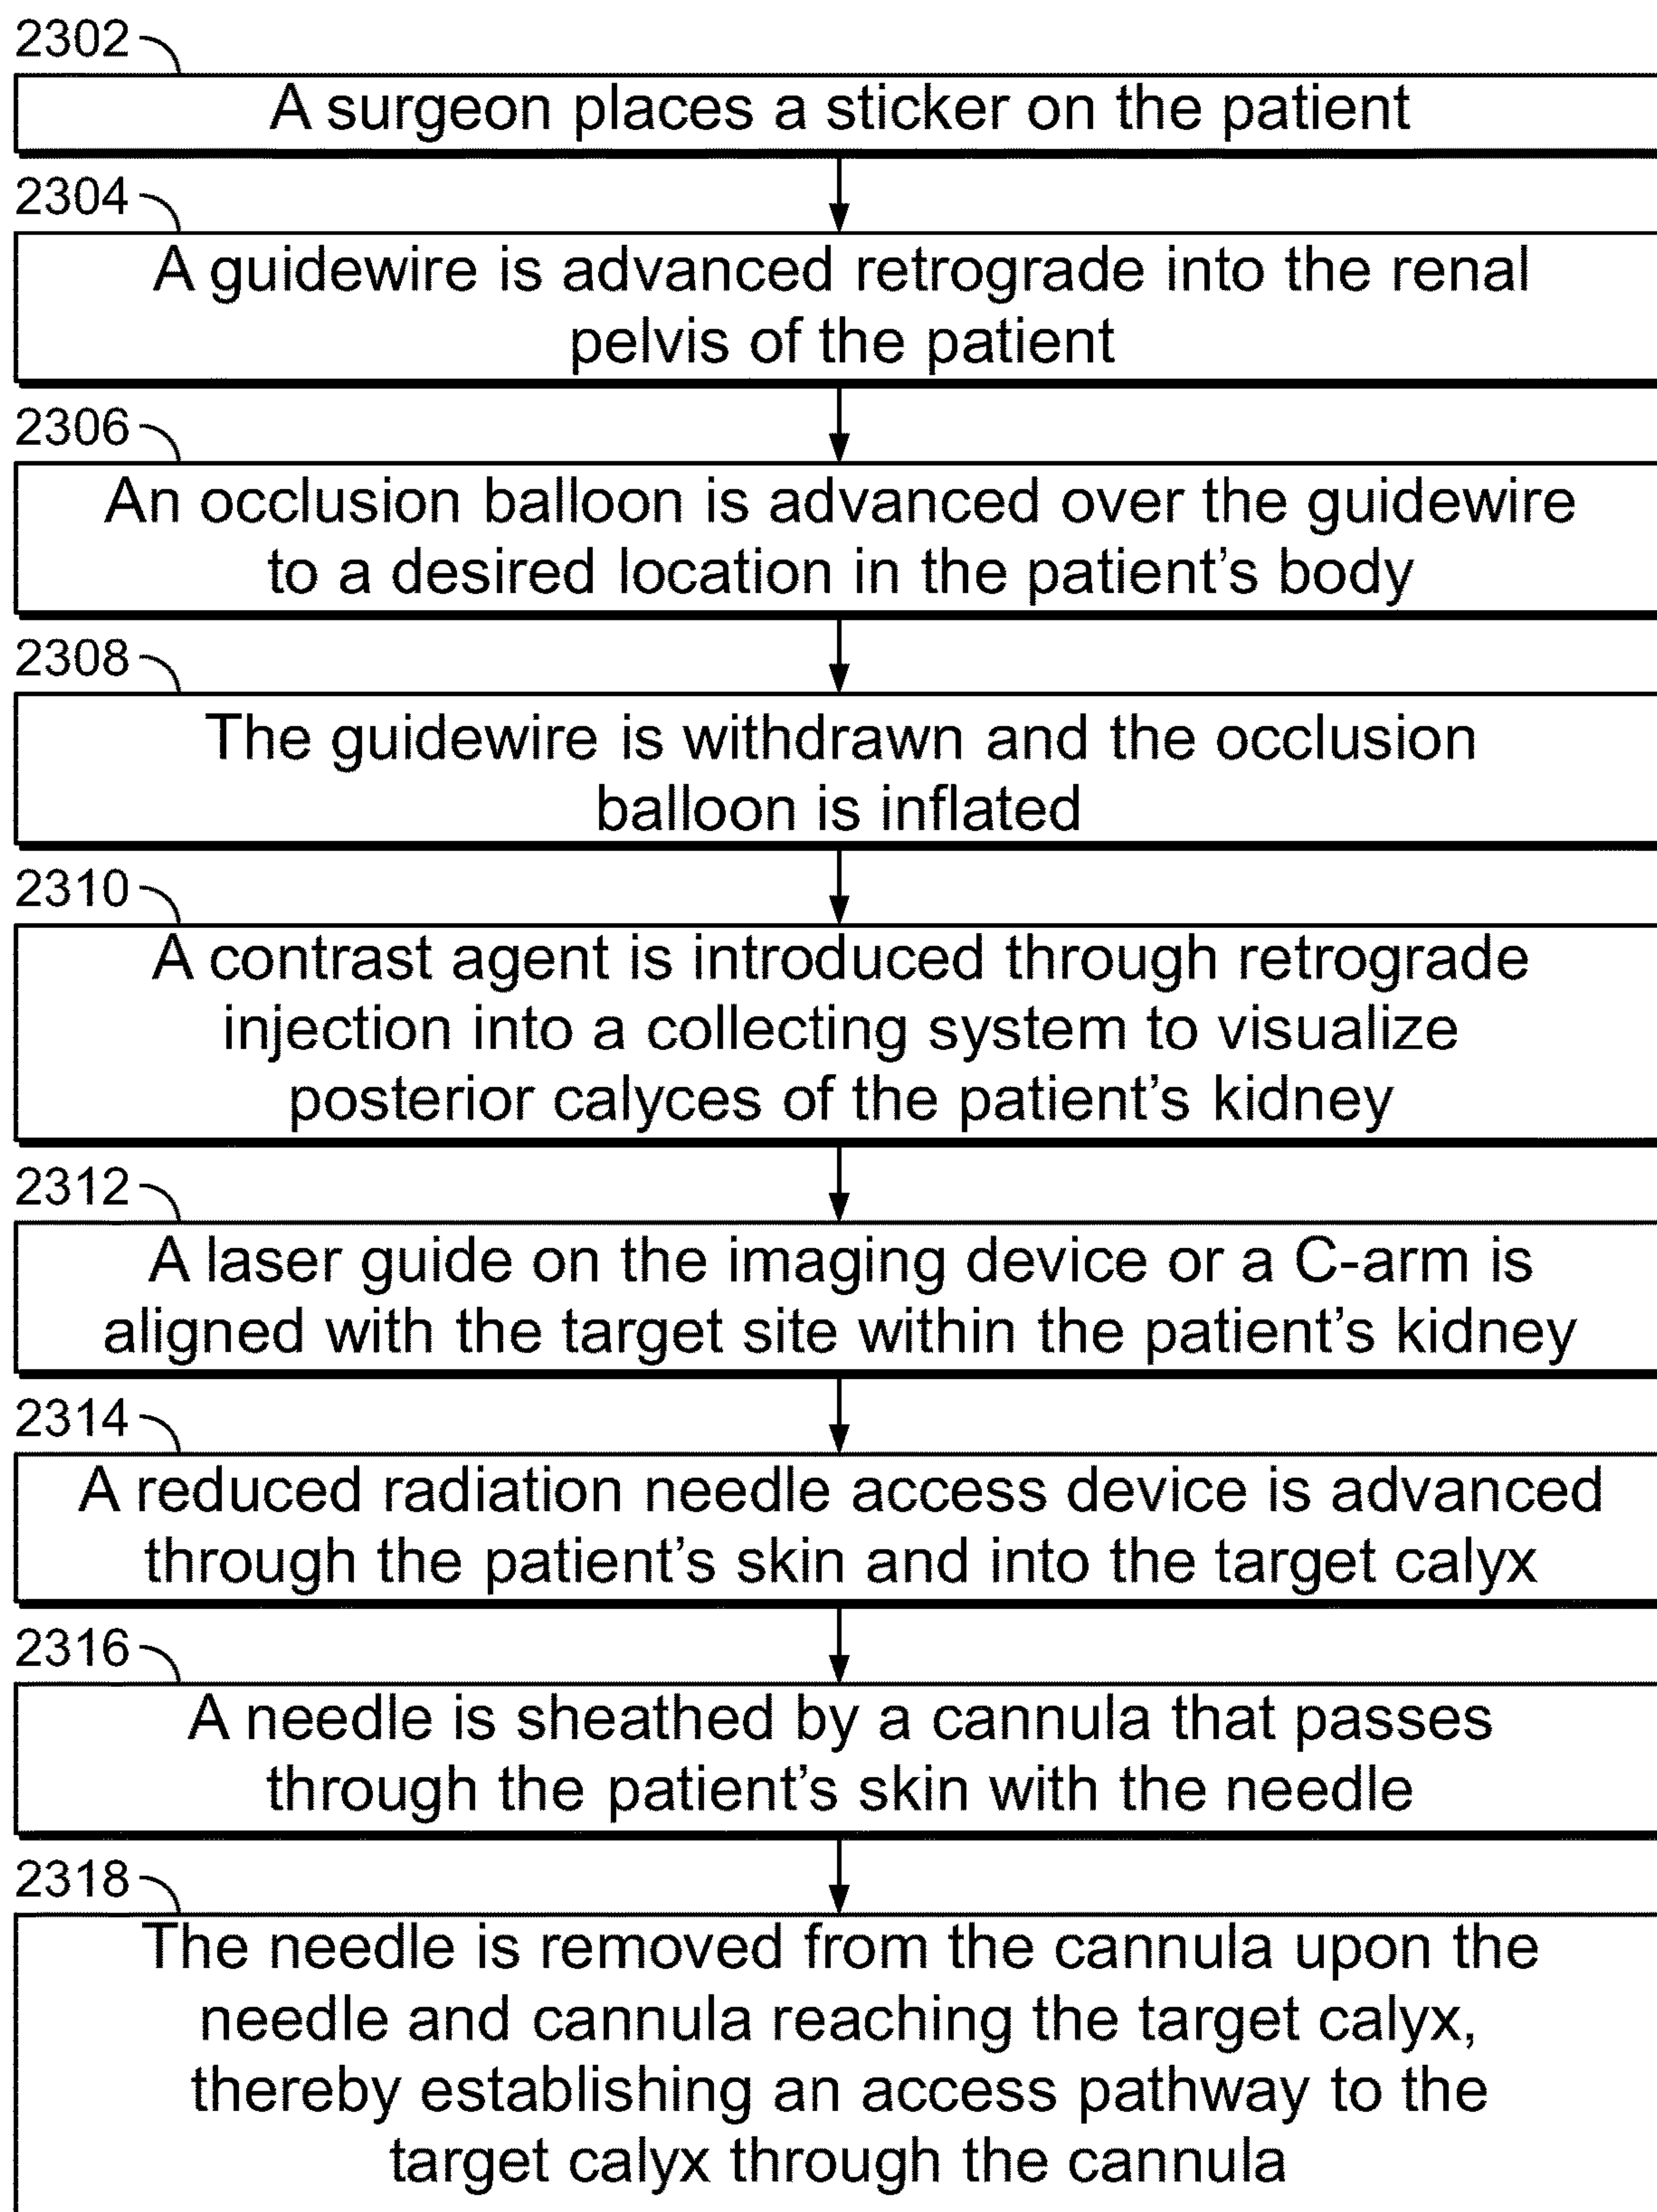 2302
A surgeon places a sticker on the patient
2304
A guidewire is advanced retrograde into the renal
pelvis of the patient
2306
An occlusion balloon is advanced over the guidewire
to a desired location in the patient's body
2308
The guidewire is withdrawn and the occlusion
balloon is inflated
2310
A contrast agent is introduced through retrograde
injection into a collecting system to visualize
posterior calyces of the patient's kidney
2312
A laser guide on the imaging device or a C-arm is
aligned with the target site within the patient's kidney
2314
A reduced radiation needle access device is advanced
through the patient's skin and into the target calyx
2316
A needle is sheathed by a cannula that passes
through the patient's skin with the needle
2318
The needle is removed from the cannula upon the
needle and cannula reaching the target calyx,
thereby establishing an access pathway to the
target calyx through the cannula